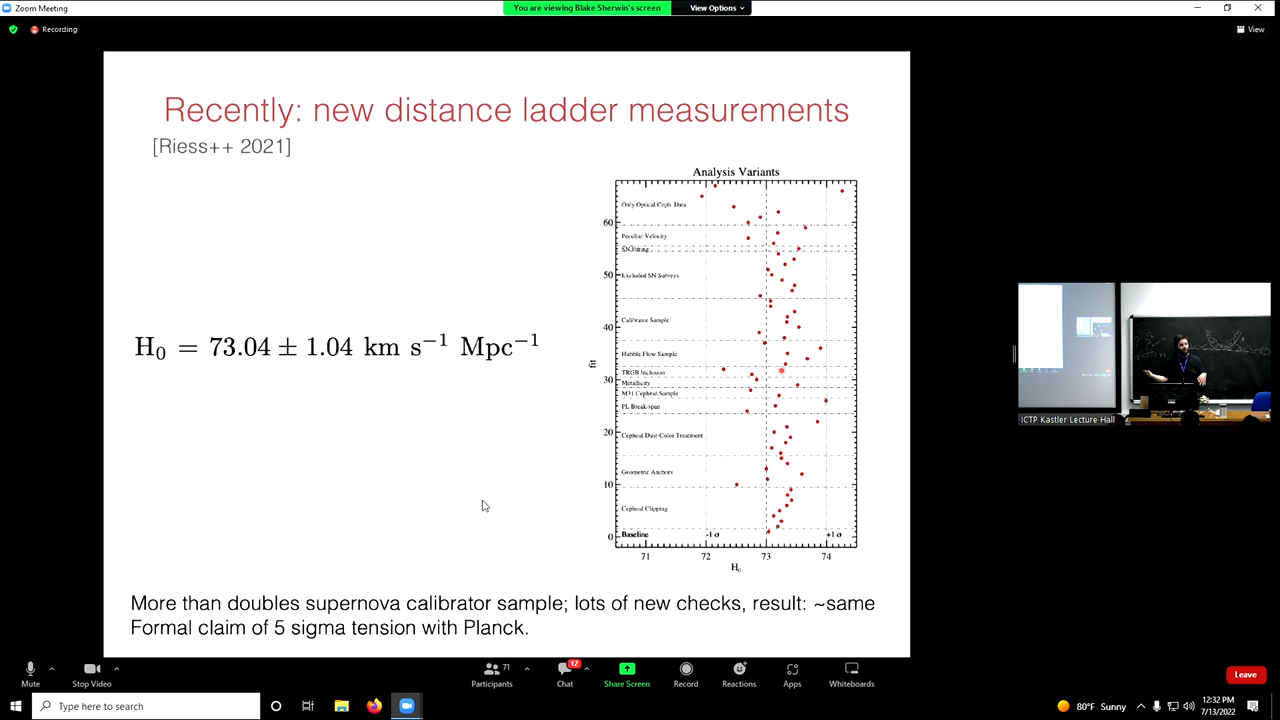 Zoom Meeting
You are viewing Blake Sherwin's screen
View Options
Recording
View
Recently: new distance ladder measurements
[Riess++ 2021]
Analysis Variants
Only Optical Ceph Data
60
Peculiar Velocity
SN Fitting
50
Excluded SN Surveys
40
Calibrator Sample
H₀ = 73.04 ± 1.04 km s⁻¹ Mpc⁻¹
Hubble Flow Sample
fit
TRGB Inclusion
30
Metallicity
M31 Cepheid Sample
PL Break-span
20
Cepheid Dust-Color Treatment
Geometric Anchors
10
Cepheid Clipping
0
Baseline
-1 σ
+1 σ
71 72 73 74
H₀
More than doubles supernova calibrator sample; lots of new checks, result: ~same
Formal claim of 5 sigma tension with Planck.
ICTP Kastler Lecture Hall
Mute
Stop Video
71
Participants
12
Chat
Share Screen
Record
Reactions
Apps
Whiteboards
Leave
Type here to search
80°F Sunny
12:32 PM
7/13/2022